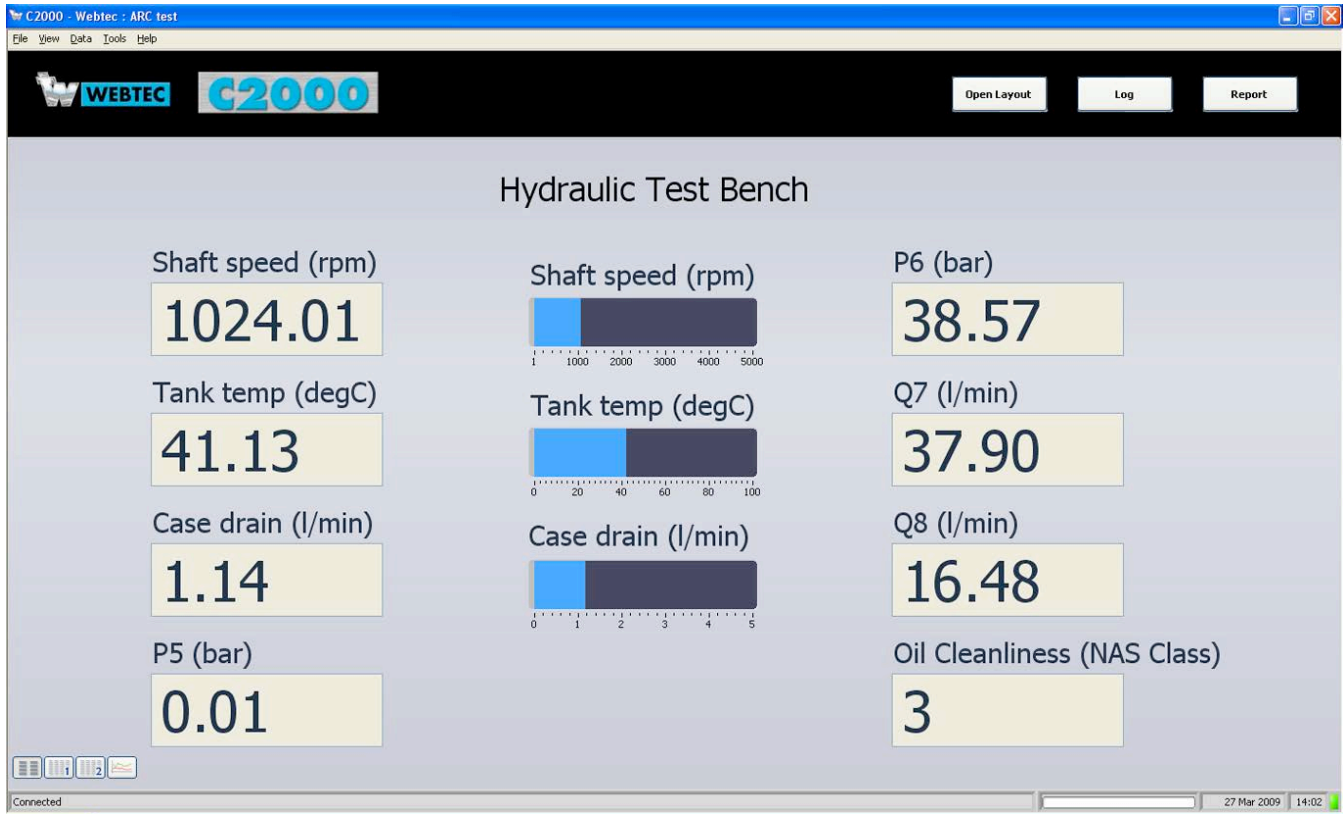 C2000 - Webtec : ARC test
File View Data Tools Help
WEBTEC C2000 Open Layout Log Report
Hydraulic Test Bench
Shaft speed (rpm)
1024.01
Tank temp (degC)
41.13
Case drain (l/min)
1.14
P5 (bar)
0.01
Shaft speed (rpm)
1 1000 2000 3000 4000 5000
Tank temp (degC)
0 20 40 60 80 100
Case drain (l/min)
0 1 2 3 4 5
P6 (bar)
38.57
Q7 (l/min)
37.90
Q8 (l/min)
16.48
Oil Cleanliness (NAS Class)
3
1 2
Connected 27 Mar 2009 14:02